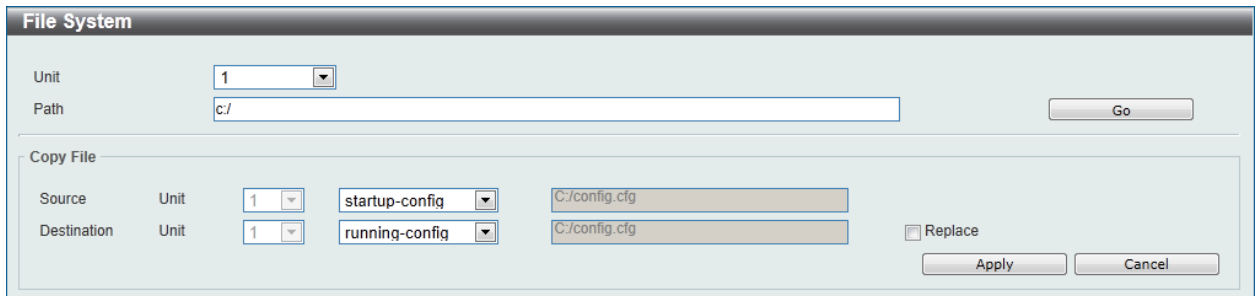 File System
Unit 1
Path c:/ Go
Copy File
Source Unit 1 startup-config C:/config.cfg
Destination Unit 1 running-config C:/config.cfg Replace
Apply Cancel